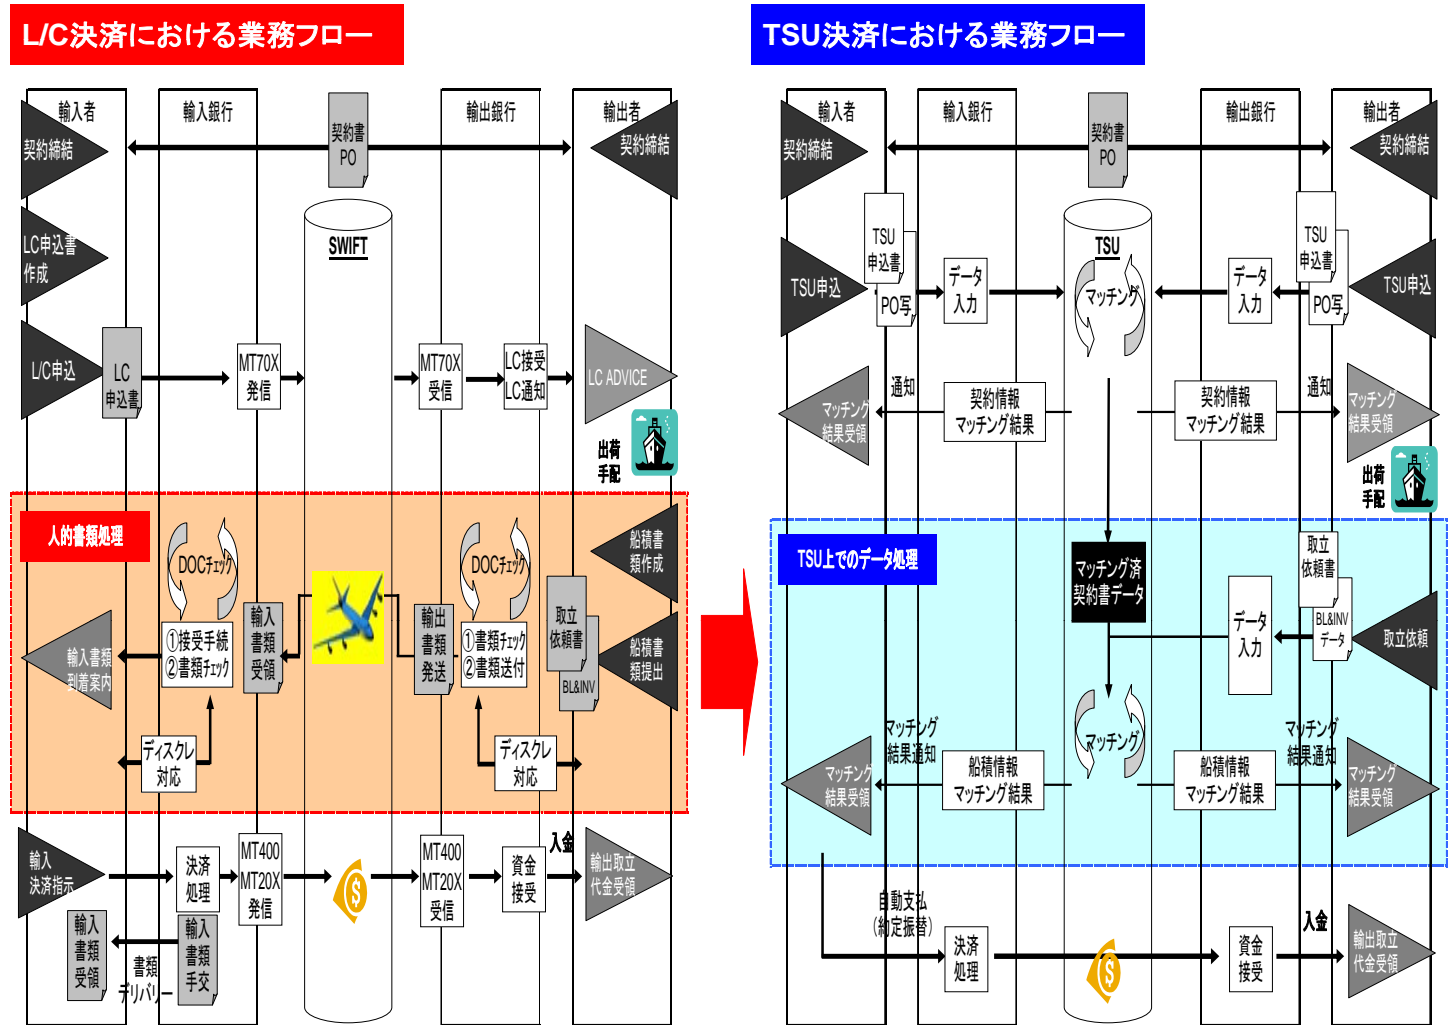 L/C決済における業務フロー
輸入者
輸入銀行
輸出銀行
輸出者
契約締結
契約書
PO
契約締結
LC申込書
作成
SWIFT
L/C申込
LC
申込書
MT70X
発信
MT70X
受信
LC接受
LC通知
LC ADVICE
出荷
手配
人的書類処理
DOCチェック
DOCチェック
船積書
類作成
輸入書類
到着案内
①接受手続
②書類チェック
輸入
書類
受領
輸出
書類
発送
①書類チェック
②書類送付
取立
依頼書
BL&INV
船積書
類提出
ディスクレ
対応
ディスクレ
対応
輸入
決済指示
決済
処理
MT400
MT20X
発信
MT400
MT20X
受信
資金
接受
入金
輸出取立
代金受領
輸入
書類
受領
書類
デリバリー
輸入
書類
手交
TSU決済における業務フロー
輸入者
輸入銀行
輸出銀行
輸出者
契約締結
契約書
PO
契約締結
TSU申込
TSU
申込書
PO写
データ
入力
TSU
マッチング
データ
入力
TSU
申込書
PO写
TSU申込
マッチング
結果受領
通知
契約情報
マッチング結果
契約情報
マッチング結果
通知
マッチング
結果受領
出荷
手配
TSU上でのデータ処理
マッチング済
契約書データ
データ
入力
取立
依頼書
BL&INV
データ
取立依頼
マッチング
マッチング
結果受領
マッチング
結果通知
船積情報
マッチング結果
船積情報
マッチング結果
マッチング
結果通知
マッチング
結果受領
自動支払
(約定振替)
決済
処理
資金
接受
入金
輸出取立
代金受領